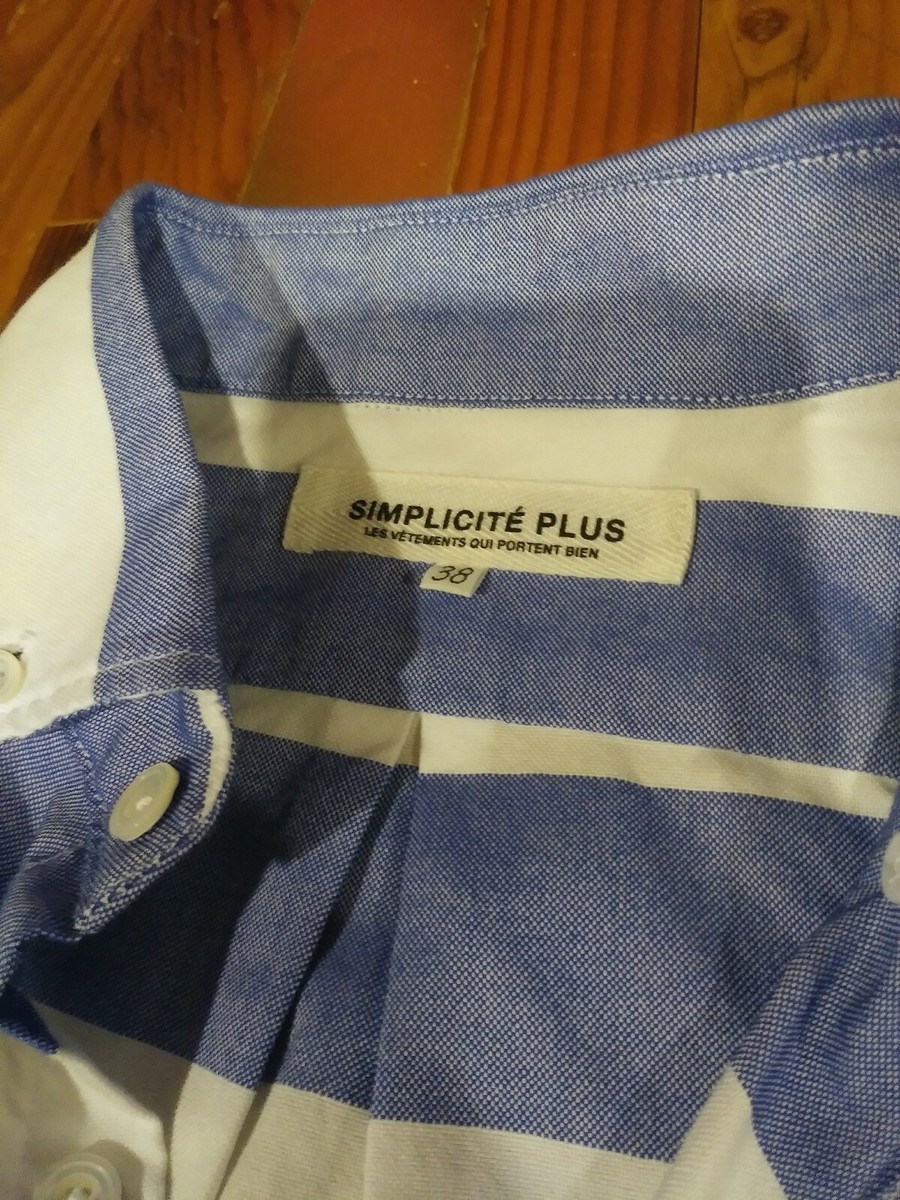 SIMPLICITÉ PLUS
LES VÊTEMENTS QUI PORTENT BIEN
38